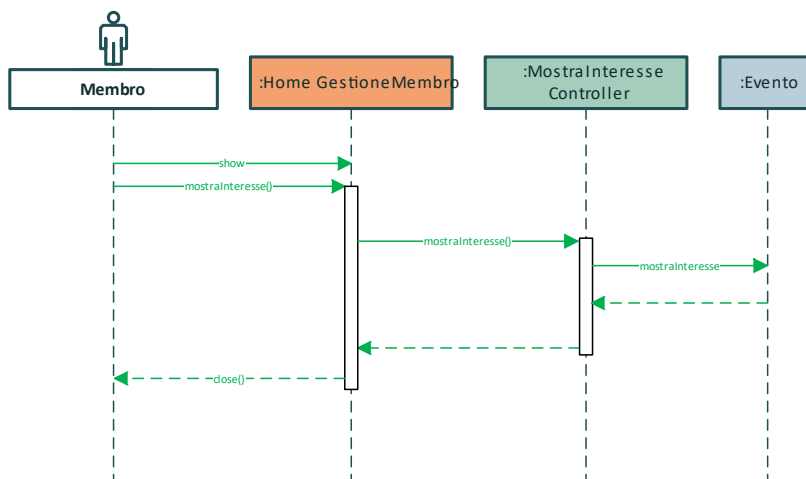 Membro
:Home GestioneMembro
:MostraInteresse
Controller
:Evento
show
mostraInteresse()
mostraInteresse()
mostraInteresse
close()